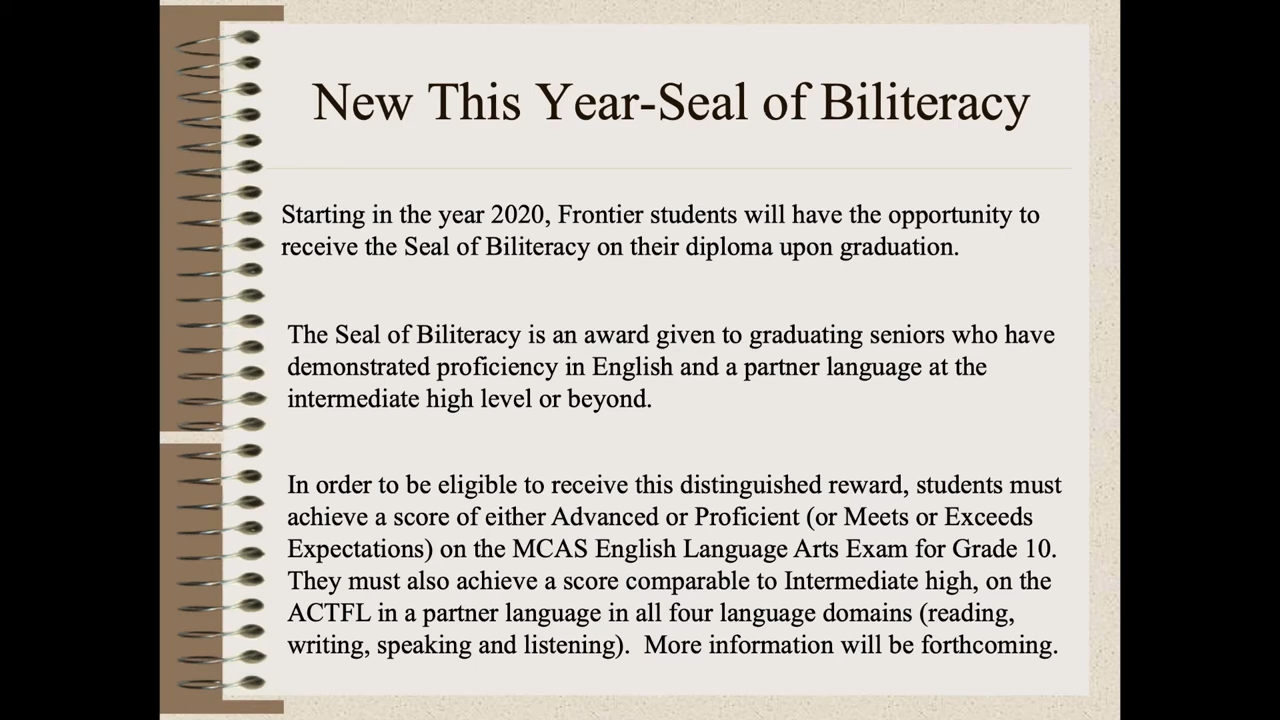 New This Year-Seal of Biliteracy
Starting in the year 2020, Frontier students will have the opportunity to
receive the Seal of Biliteracy on their diploma upon graduation.
The Seal of Biliteracy is an award given to graduating seniors who have
demonstrated proficiency in English and a partner language at the
intermediate high level or beyond.
In order to be eligible to receive this distinguished reward, students must
achieve a score of either Advanced or Proficient (or Meets or Exceeds
Expectations) on the MCAS English Language Arts Exam for Grade 10.
They must also achieve a score comparable to Intermediate high, on the
ACTFL in a partner language in all four language domains (reading,
writing, speaking and listening).  More information will be forthcoming.